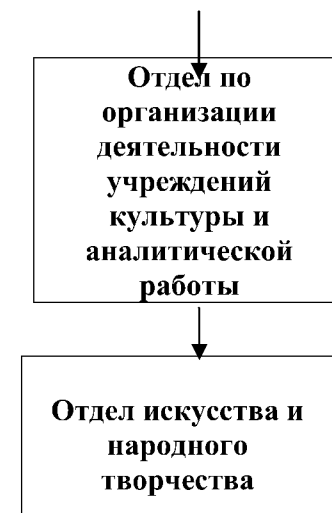 Отдел по
организации
деятельности
учреждений
культуры и
аналитической
работы
Отдел искусства и
народного
творчества